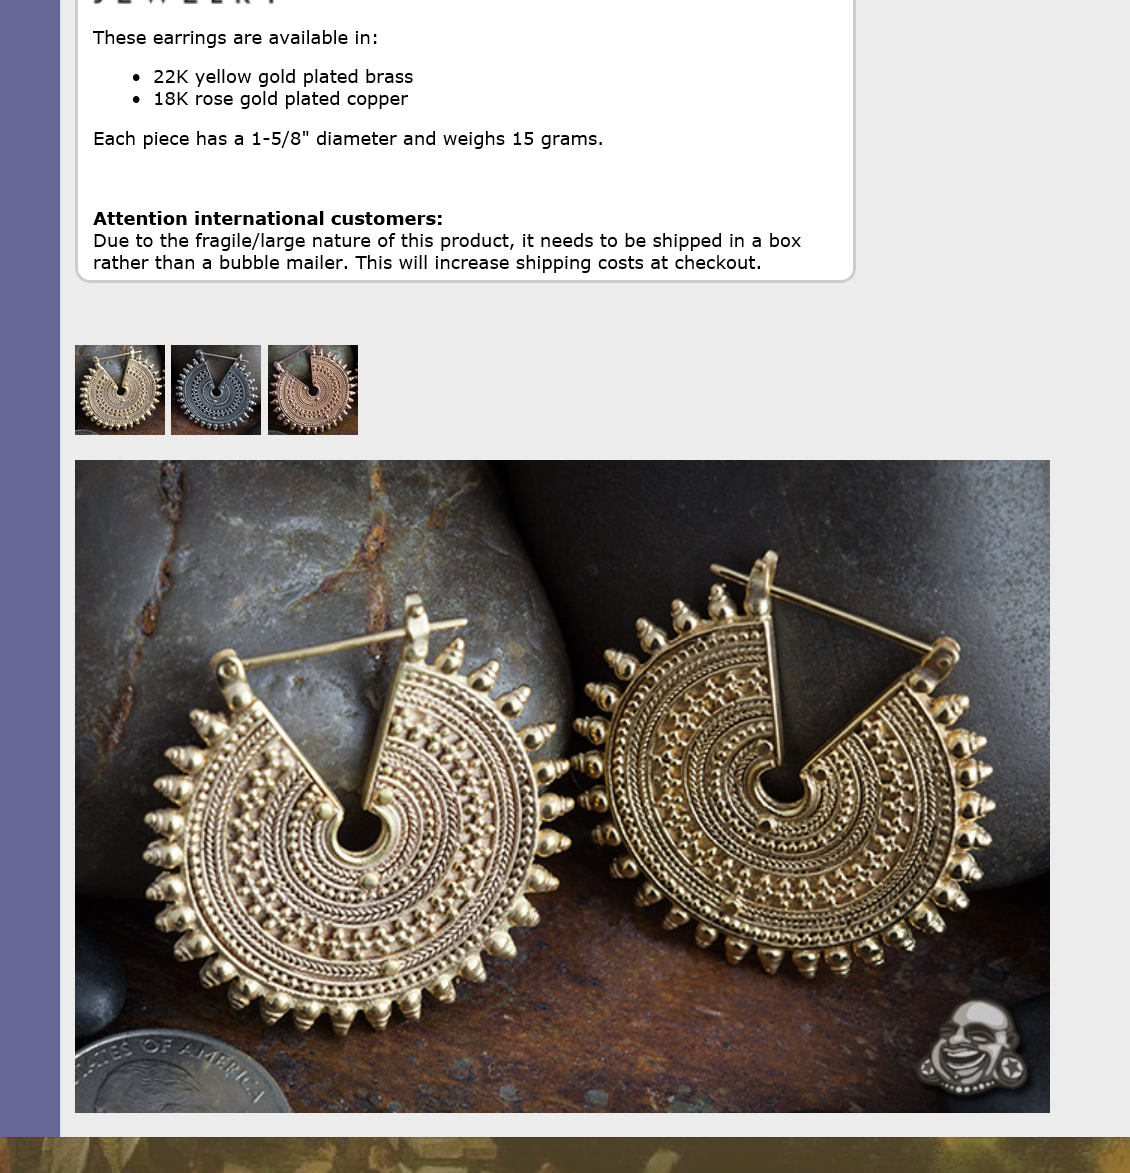 JEWELRY
These earrings are available in:
22K yellow gold plated brass
18K rose gold plated copper
Each piece has a 1-5/8" diameter and weighs 15 grams.
Attention international customers:
Due to the fragile/large nature of this product, it needs to be shipped in a box
rather than a bubble mailer. This will increase shipping costs at checkout.
STATES OF AMERICA